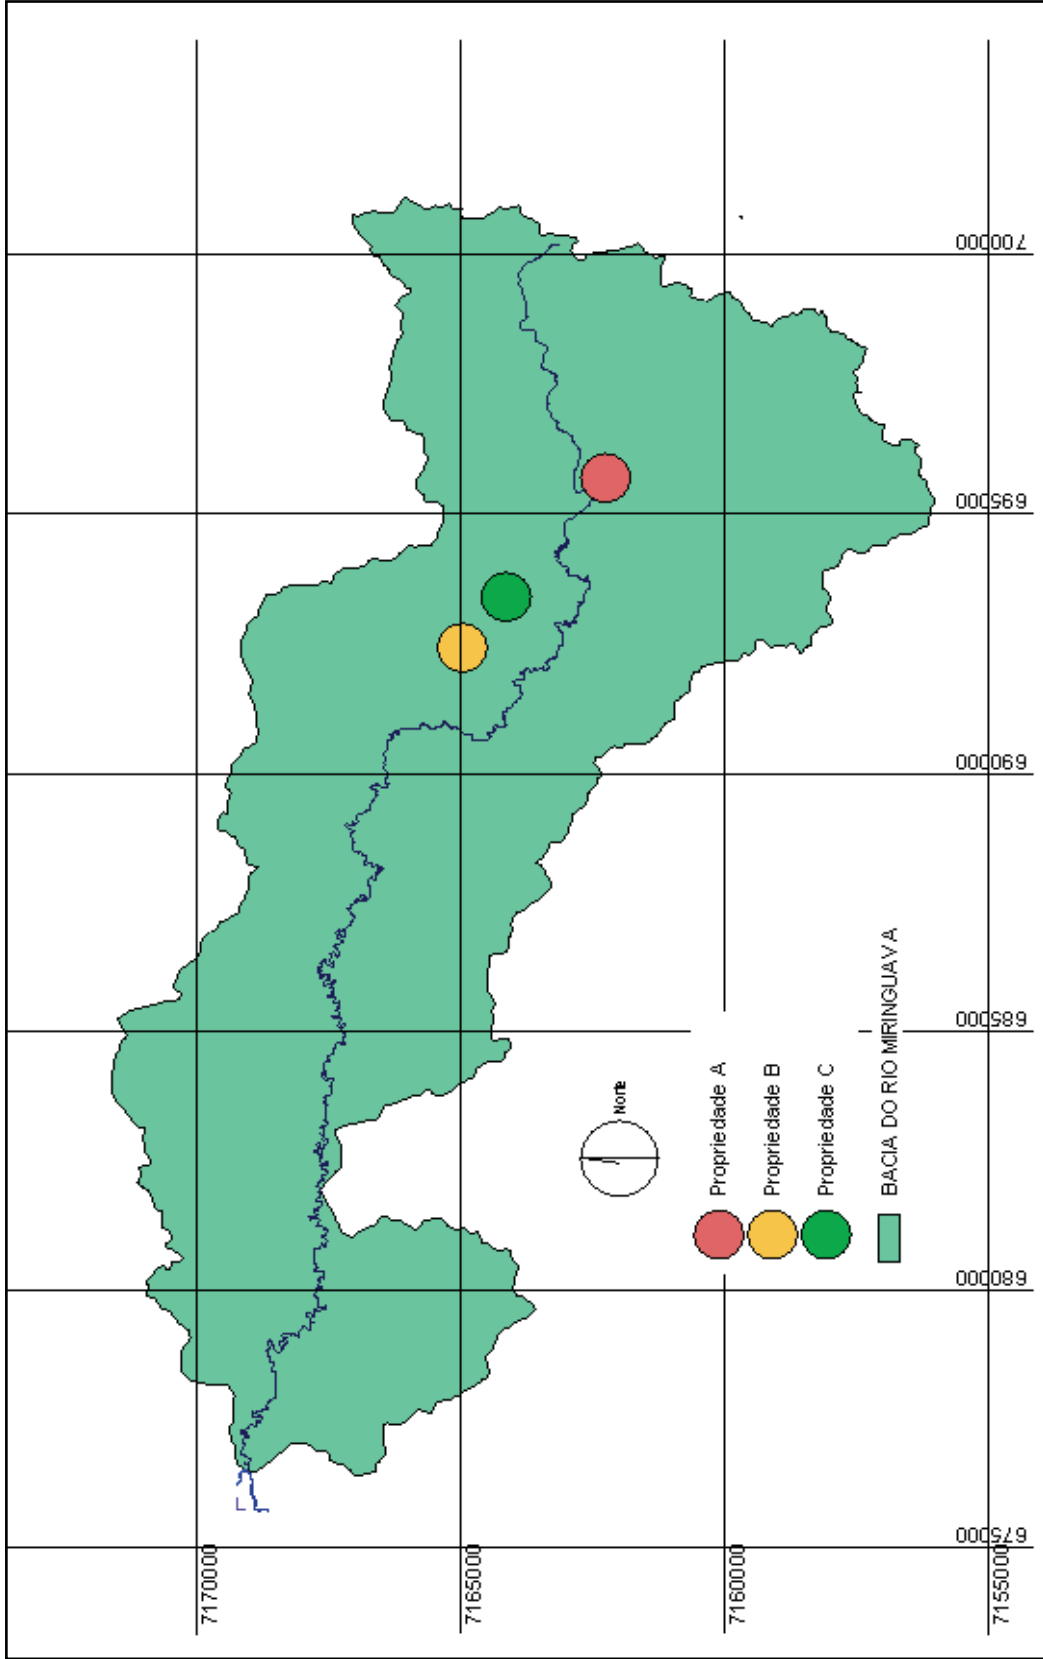 7170000
7165000
7160000
7155000
675000
680000
685000
690000
695000
700000
Norte
Propriedade A
Propriedade B
Propriedade C
BACIA DO RIO MIRINGUAVA